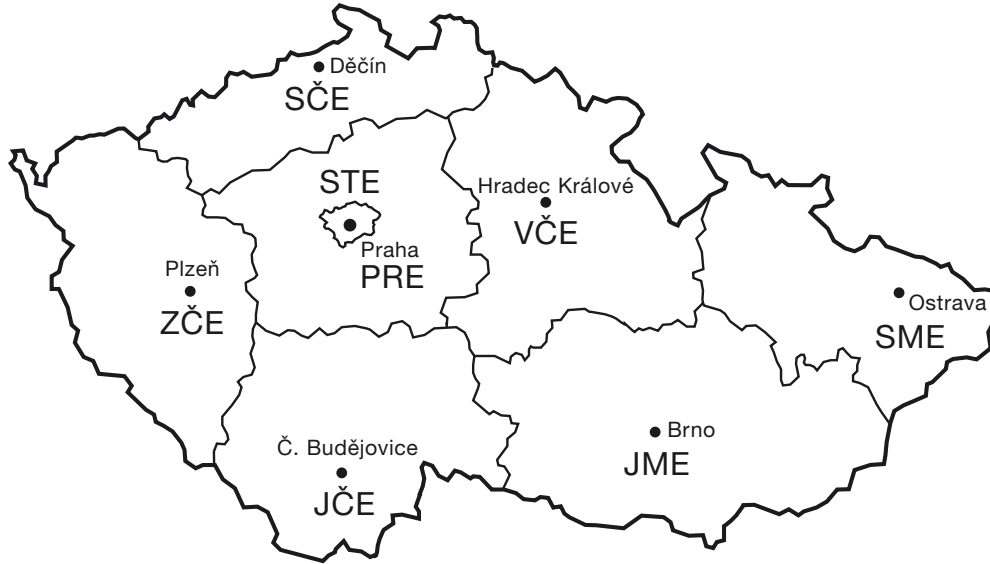 Děčín
SČE
STE
Hradec Králové
VČE
Praha
PRE
Plzeň
ZČE
Ostrava
SME
Brno
JME
Č. Budějovice
JČE